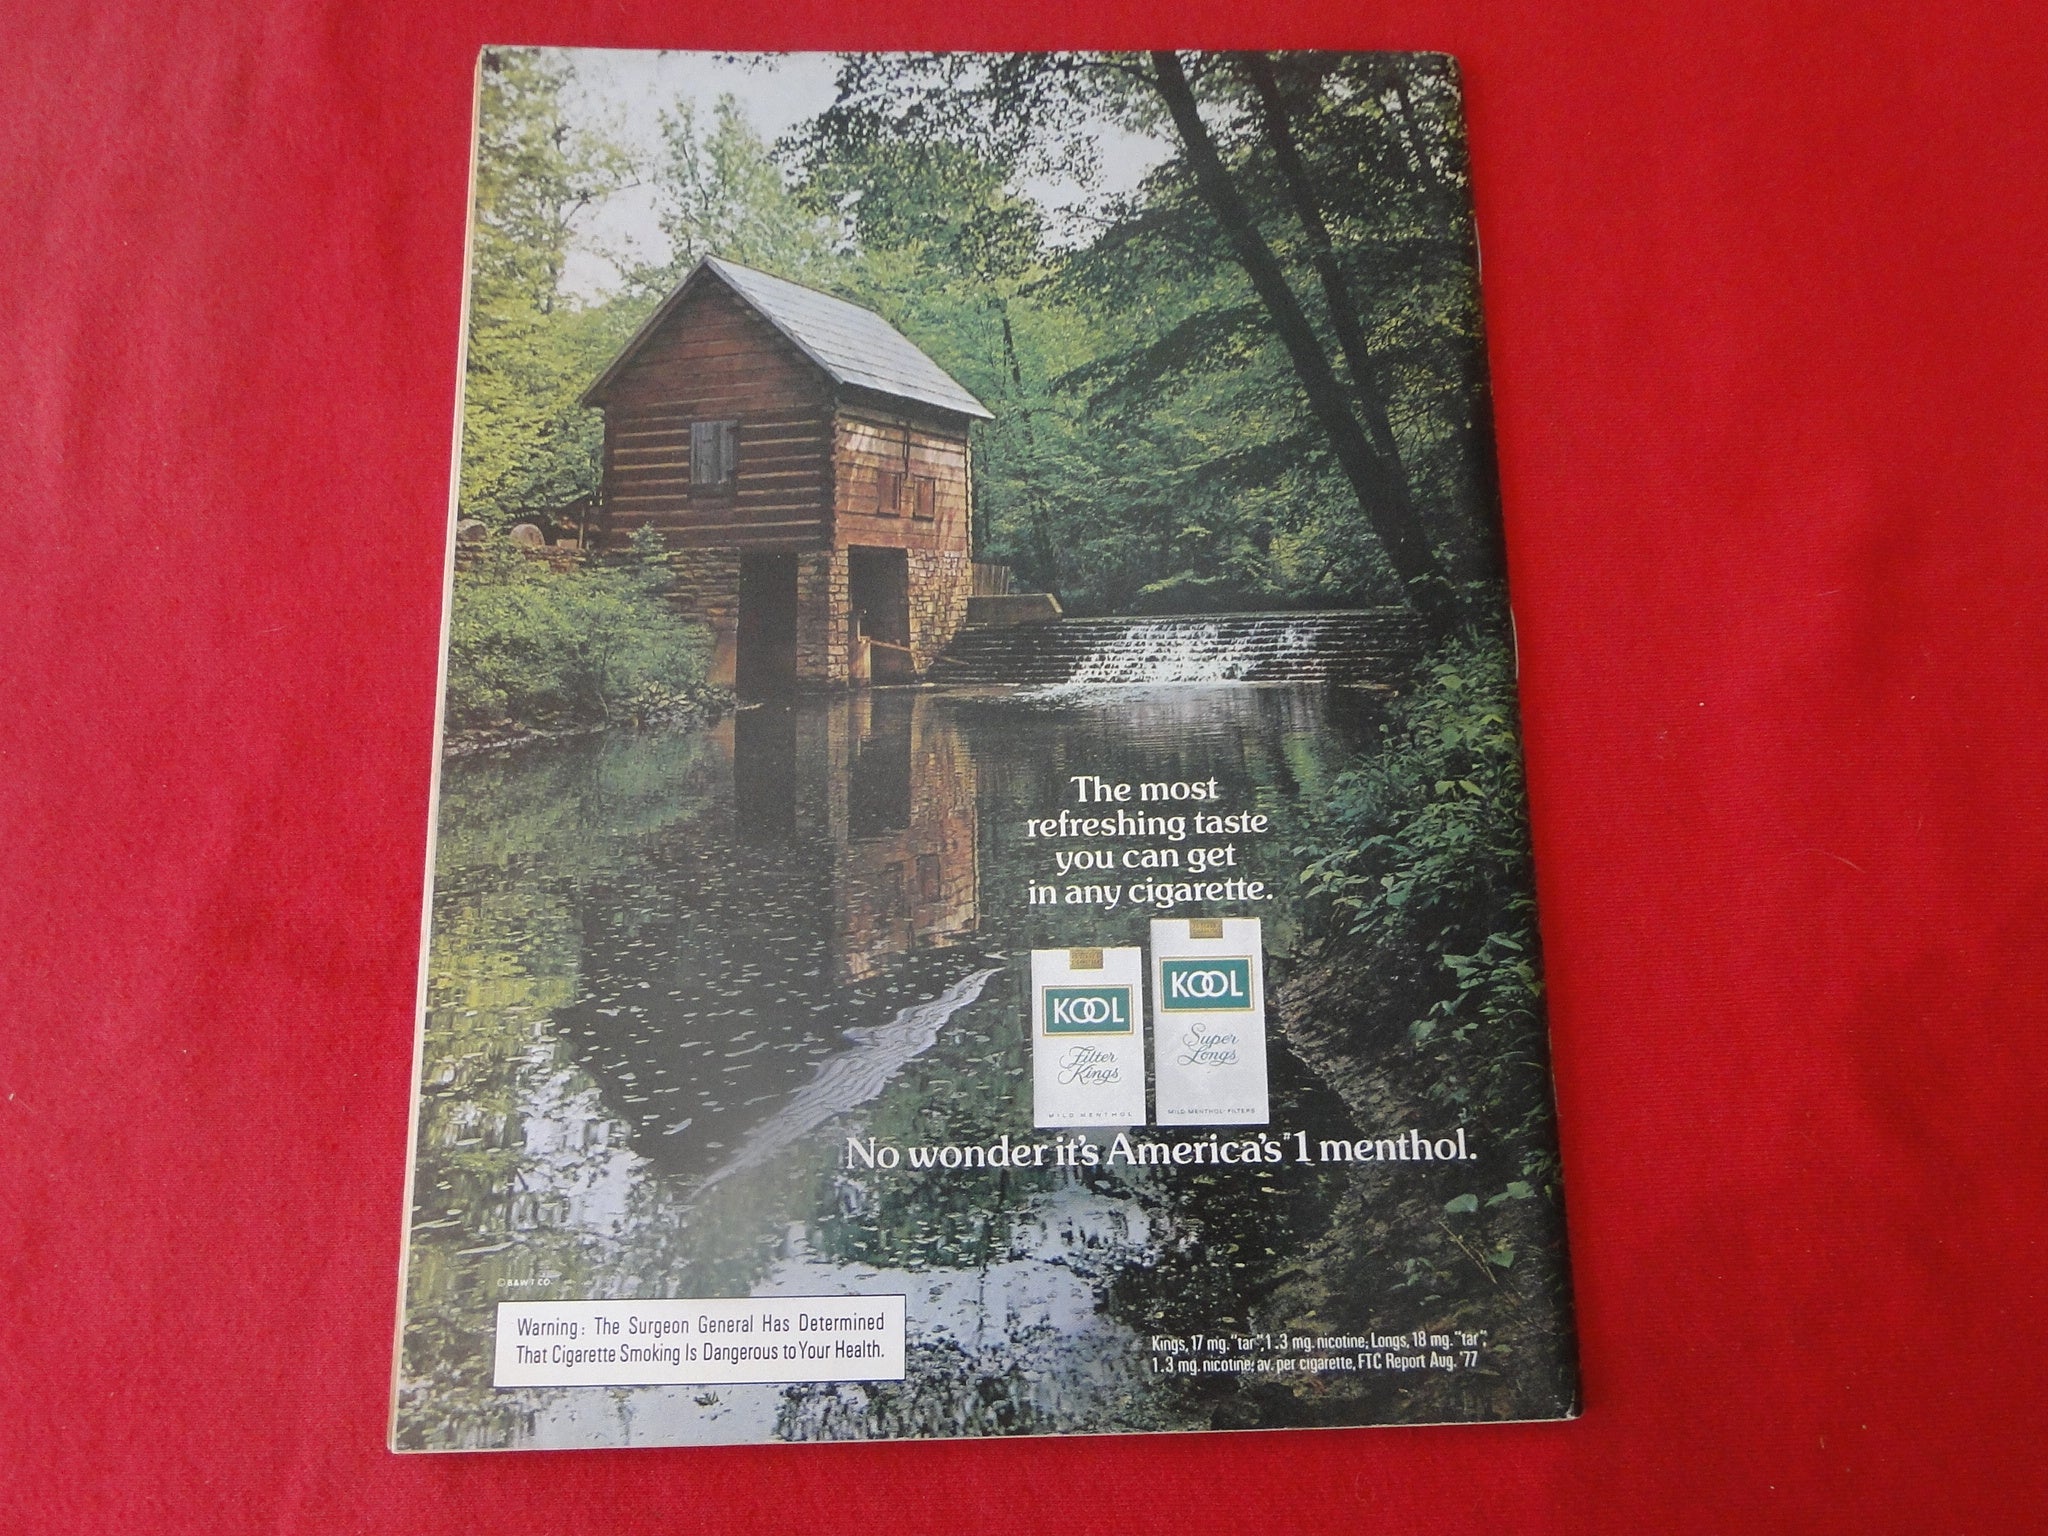 The most
refreshing taste
you can get
in any cigarette.
KOOL
Filter
Kings
MILD MENTHOL
KOOL
Super
Longs
MILD MENTHOL·FILTERS
No wonder it's America's #1 menthol.
©B&W T CO.
Warning: The Surgeon General Has Determined
That Cigarette Smoking Is Dangerous to Your Health.
Kings, 17 mg. "tar", 1.3 mg. nicotine; Longs, 18 mg. "tar",
1.3 mg. nicotine; av. per cigarette, FTC Report Aug. '77